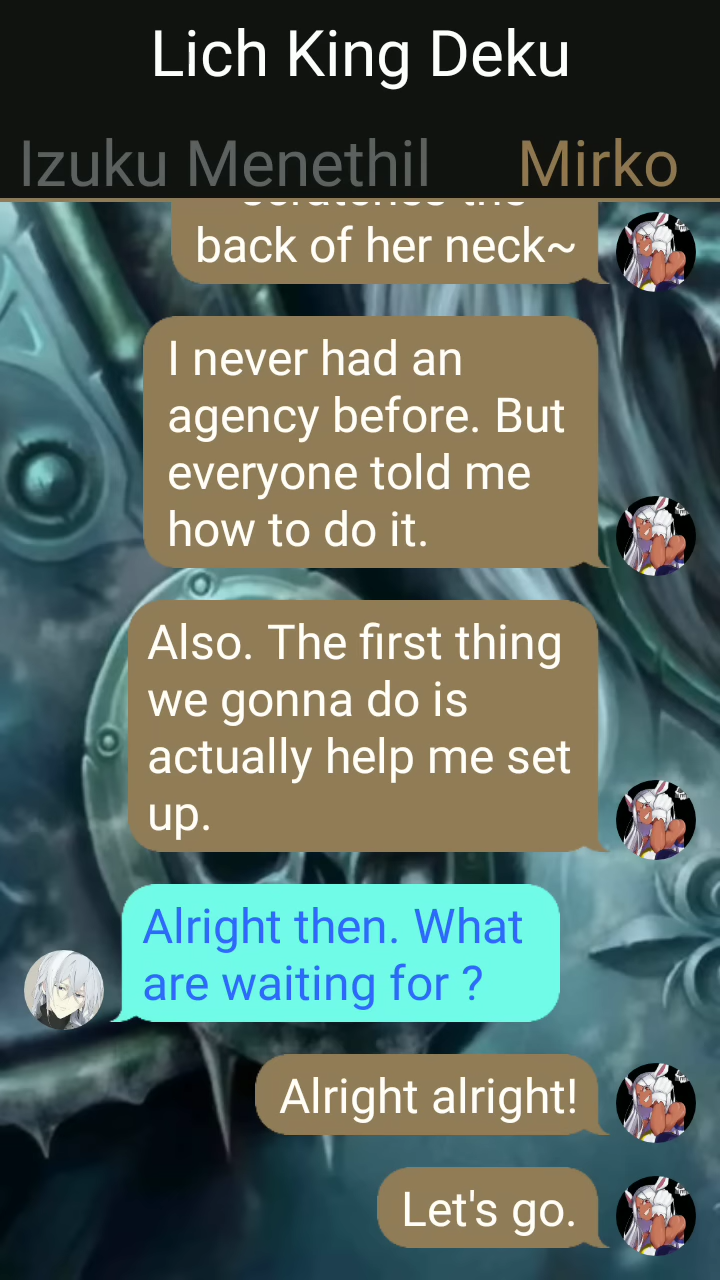 Lich King Deku
Izuku Menethil Mirko
scratches the
back of her neck~
I never had an
agency before. But
everyone told me
how to do it.
Also. The first thing
we gonna do is
actually help me set
up.
Alright then. What
are waiting for ?
Alright alright!
Let's go.